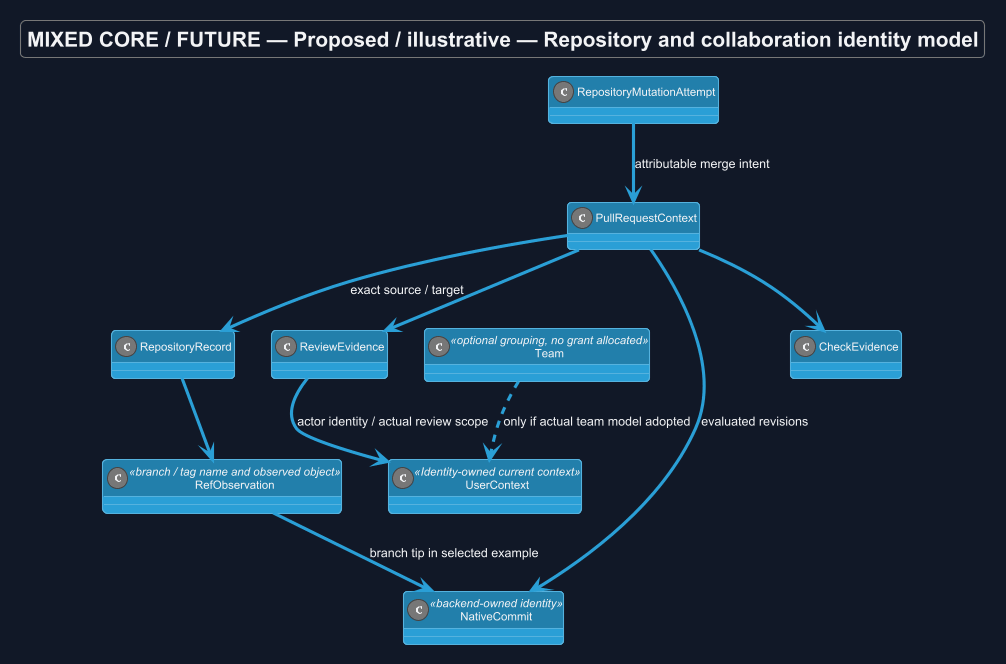 MIXED CORE / FUTURE — Proposed / illustrative — Repository and collaboration identity model
C RepositoryMutationAttempt
attributable merge intent
C PullRequestContext
exact source / target
C RepositoryRecord
C ReviewEvidence
C «optional grouping, no grant allocated»
Team
C CheckEvidence
actor identity / actual review scope
only if actual team model adopted
evaluated revisions
C «branch / tag name and observed object»
RefObservation
C «Identity-owned current context»
UserContext
branch tip in selected example
C «backend-owned identity»
NativeCommit